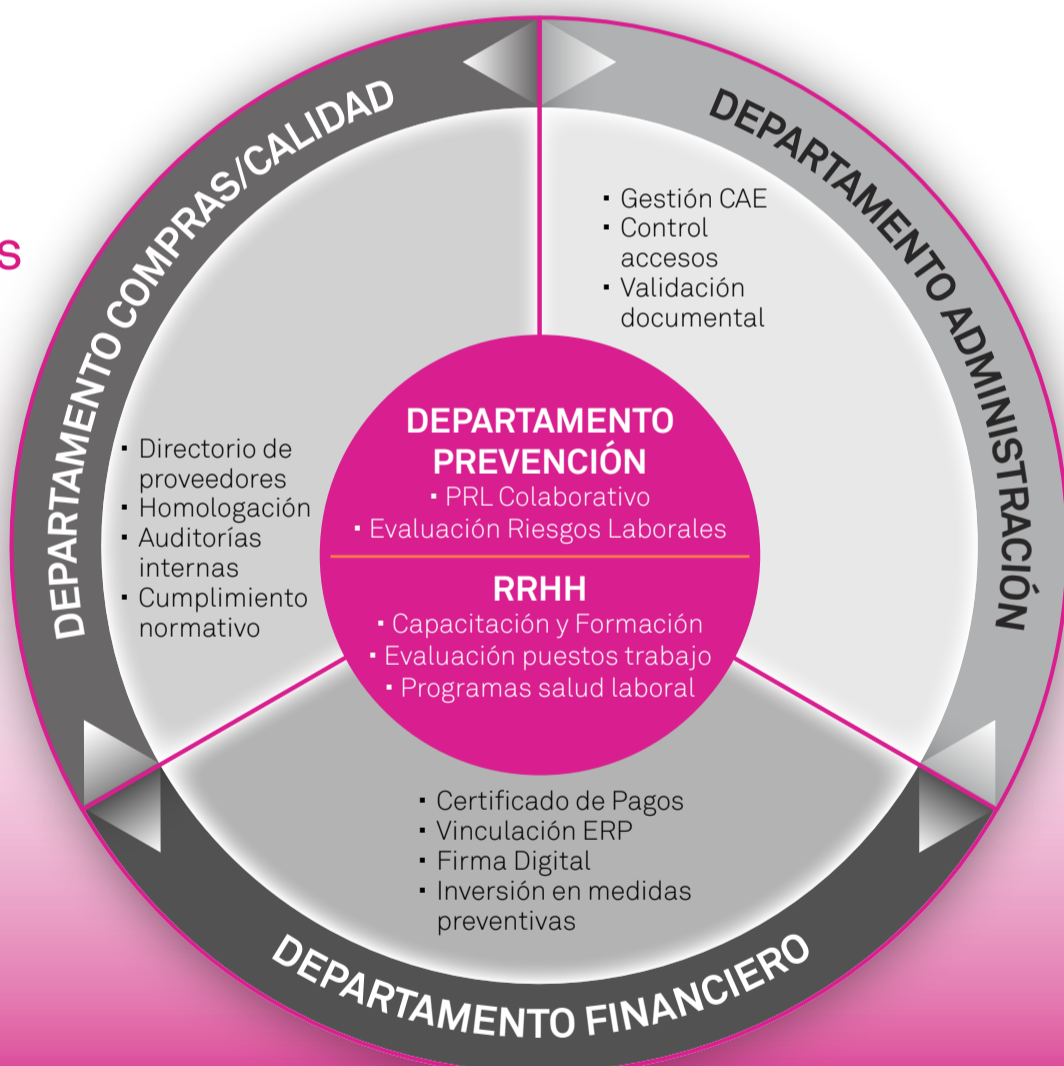 s
DEPARTAMENTO COMPRAS/CALIDAD
▪ Directorio de
proveedores
▪ Homologación
▪ Auditorías
internas
▪ Cumplimiento
normativo
DEPARTAMENTO ADMINISTRACIÓN
▪ Gestión CAE
▪ Control
accesos
▪ Validación
documental
DEPARTAMENTO
PREVENCIÓN
▪ PRL Colaborativo
▪ Evaluación Riesgos Laborales
RRHH
▪ Capacitación y Formación
▪ Evaluación puestos trabajo
▪ Programas salud laboral
▪ Certificado de Pagos
▪ Vinculación ERP
▪ Firma Digital
▪ Inversión en medidas
preventivas
DEPARTAMENTO FINANCIERO